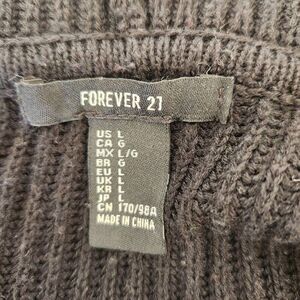 FOREVER 21
US L
CA G
MX L/G
BR G
EU L
UK L
KR L
JP L
CN 170/98A
MADE IN CHINA